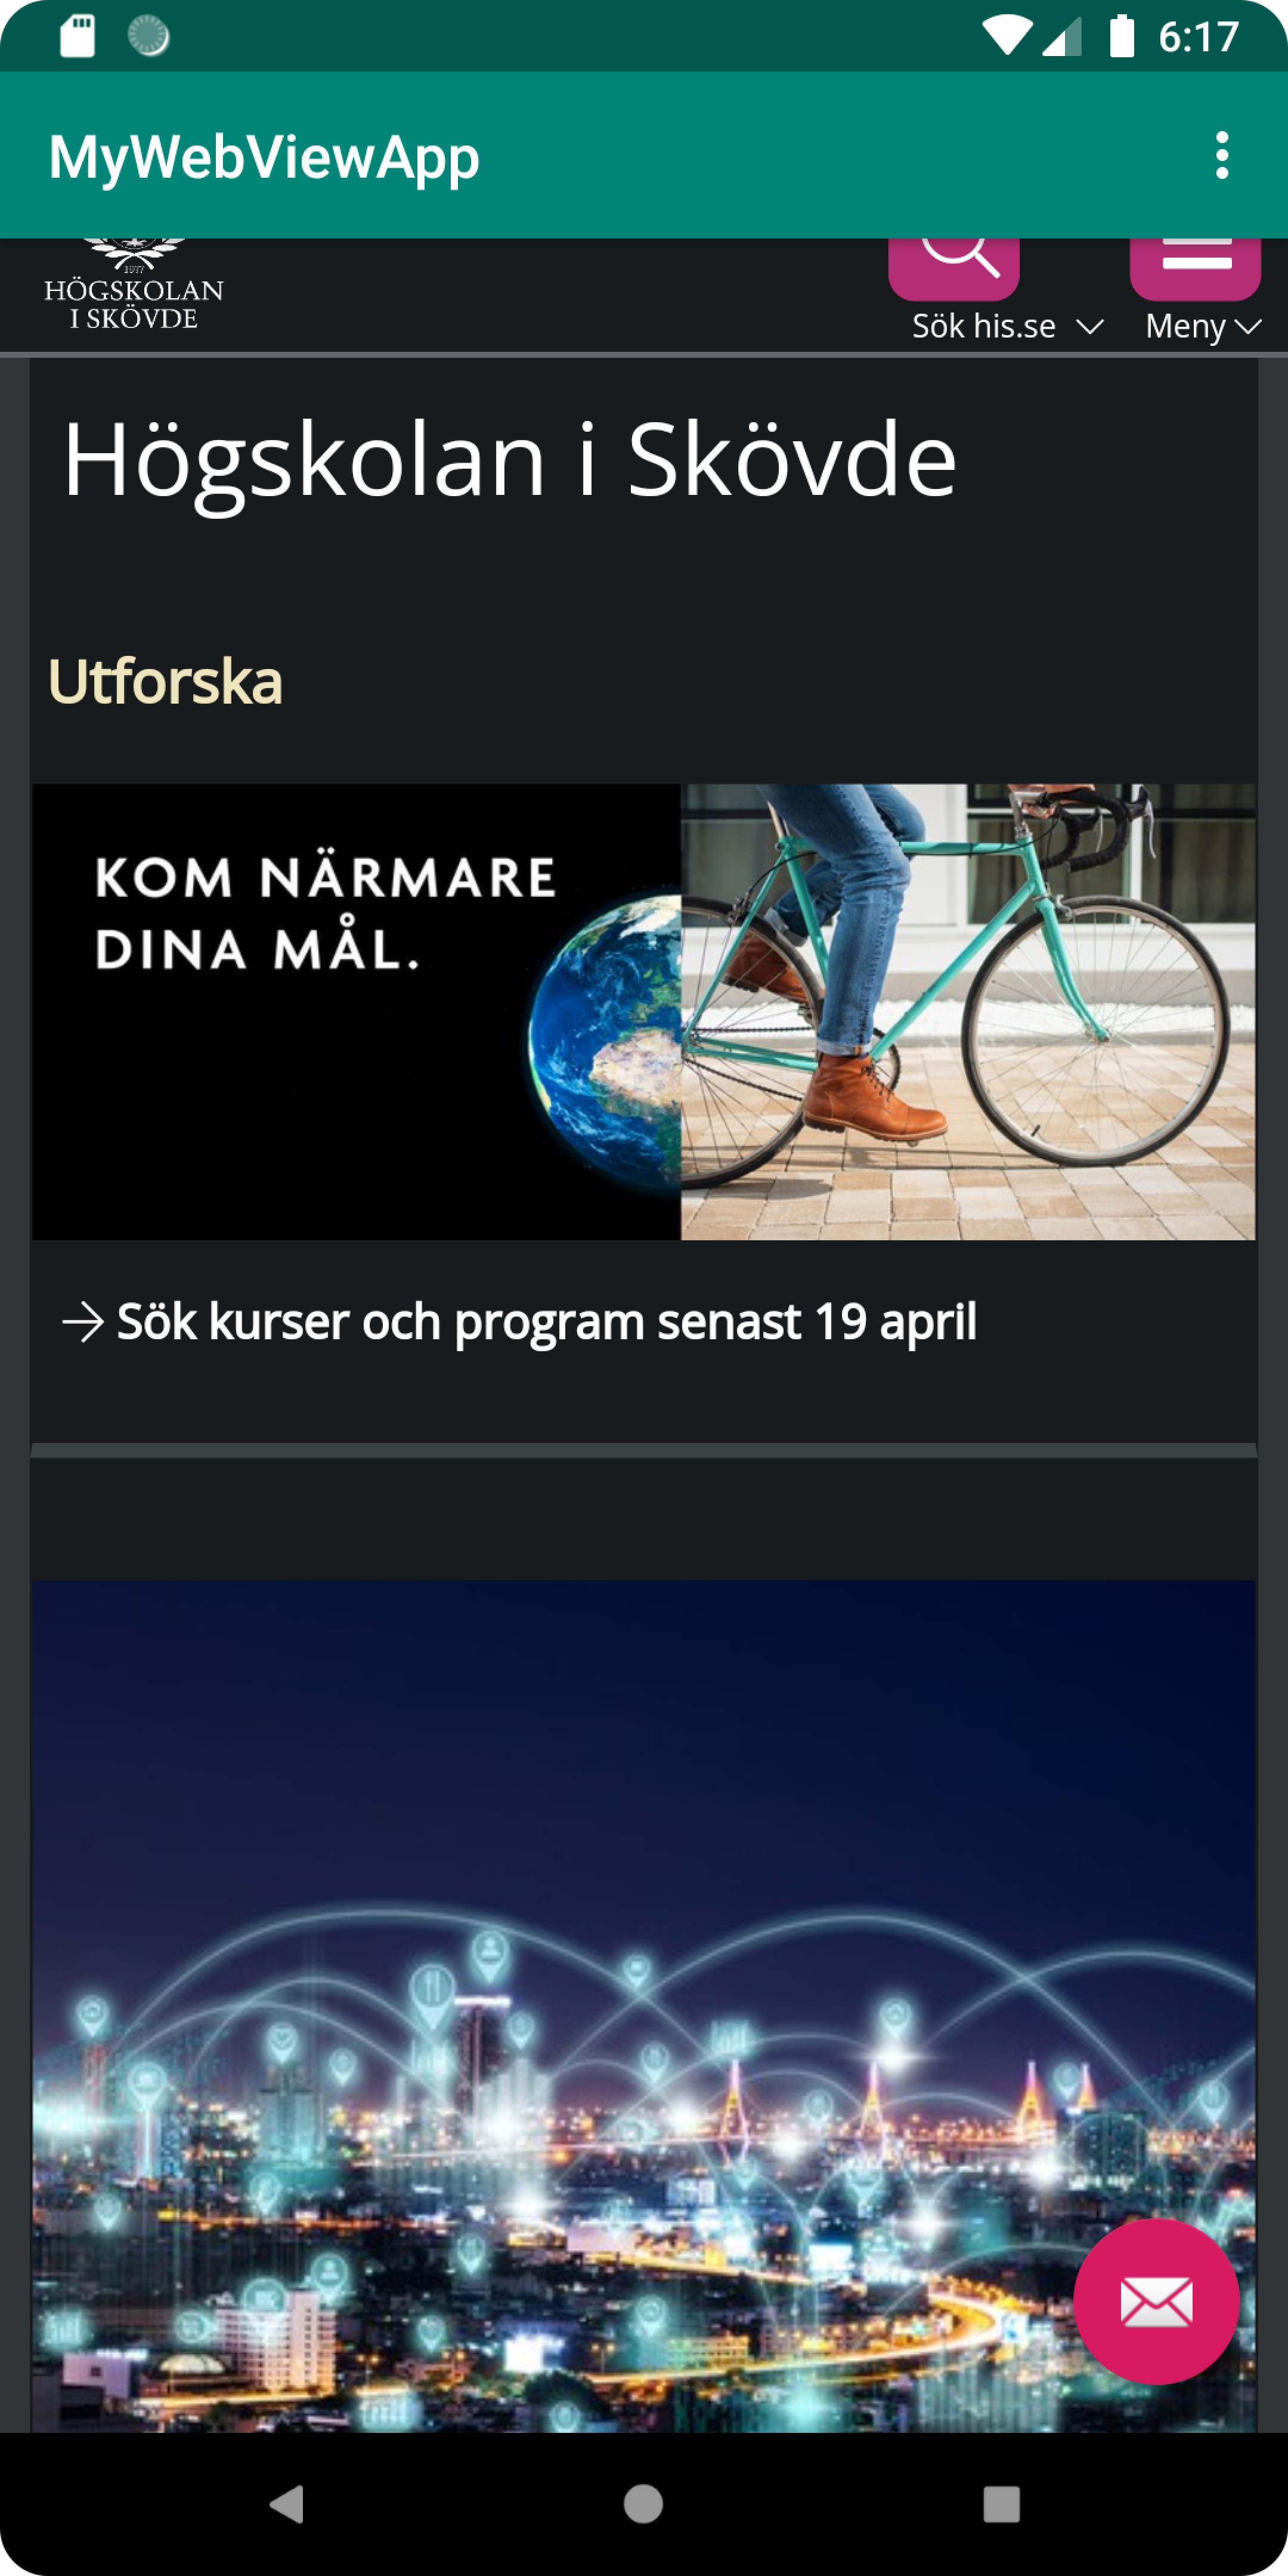 6:17
MyWebViewApp
1977
HÖGSKOLAN
I SKÖVDE
Sök his.se
Meny
Högskolan i Skövde
Utforska
KOM NÄRMARE
DINA MÅL.
Sök kurser och program senast 19 april